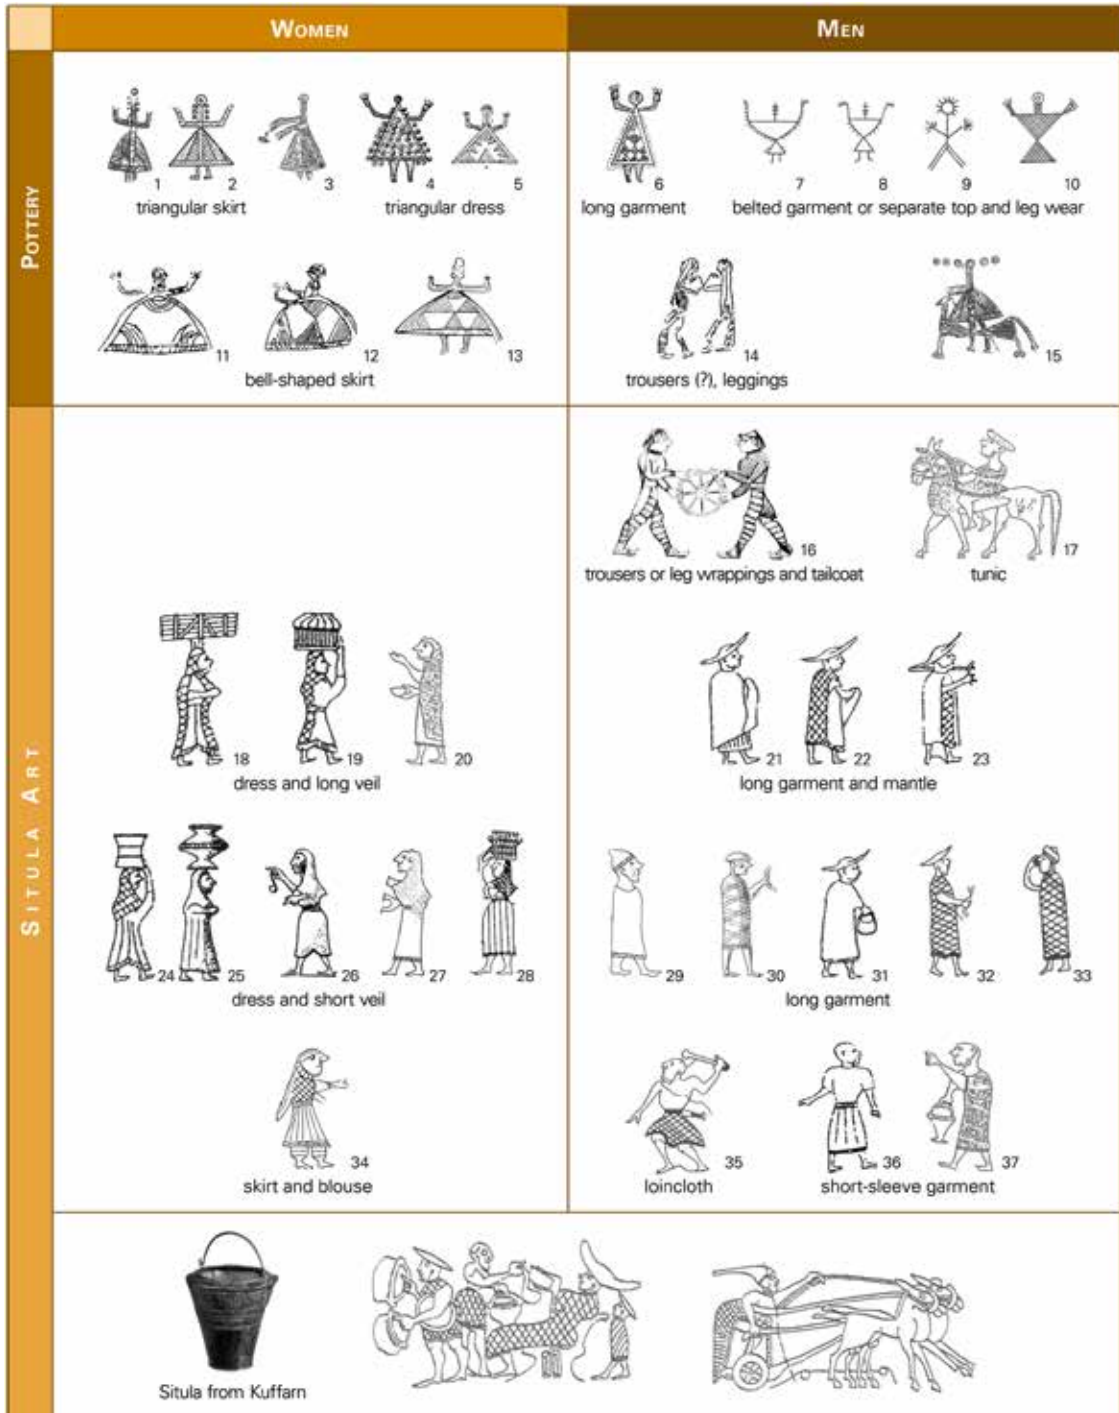 WOMEN
MEN
POTTERY
1
2
3
4
5
6
7
8
9
10
triangular skirt
triangular dress
long garment
belted garment or separate top and leg wear
11
12
13
14
15
bell-shaped skirt
trousers (?), leggings
SITULA ART
16
17
trousers or leg wrappings and tailcoat
tunic
18
19
20
21
22
23
dress and long veil
long garment and mantle
24
25
26
27
28
29
30
31
32
33
dress and short veil
long garment
34
35
36
37
skirt and blouse
loincloth
short-sleeve garment
Situla from Kuffarn